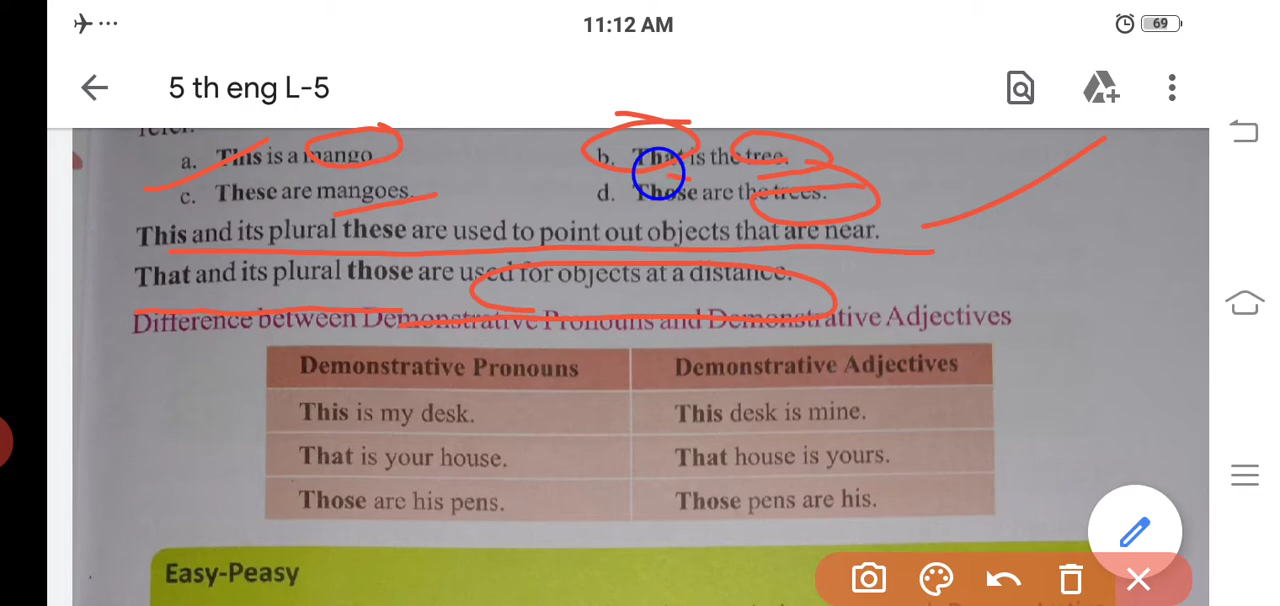 11:12 AM
69
5 th eng L-5
refer.
a. This is a mango
b. That is the tree.
c. These are mangoes.
d. Those are the trees.
This and its plural these are used to point out objects that are near.
That and its plural those are used for objects at a distance.
Difference between Demonstrative Pronouns and Demonstrative Adjectives
Demonstrative Pronouns Demonstrative Adjectives
This is my desk. This desk is mine.
That is your house. That house is yours.
Those are his pens. Those pens are his.
Easy-Peasy